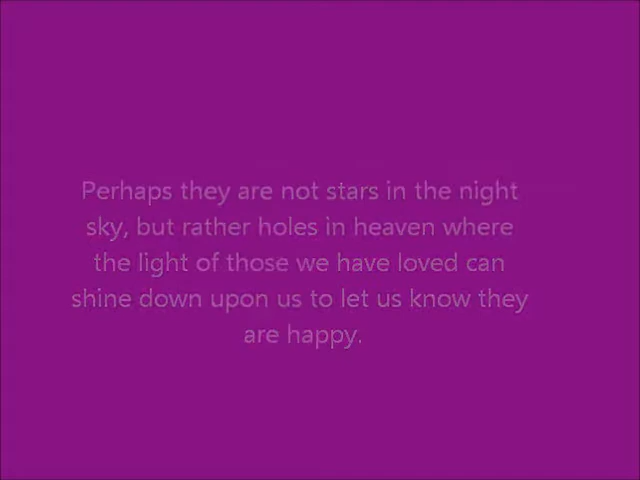 Perhaps they are not stars in the night
sky, but rather holes in heaven where
the light of those we have loved can
shine down upon us to let us know they
are happy.